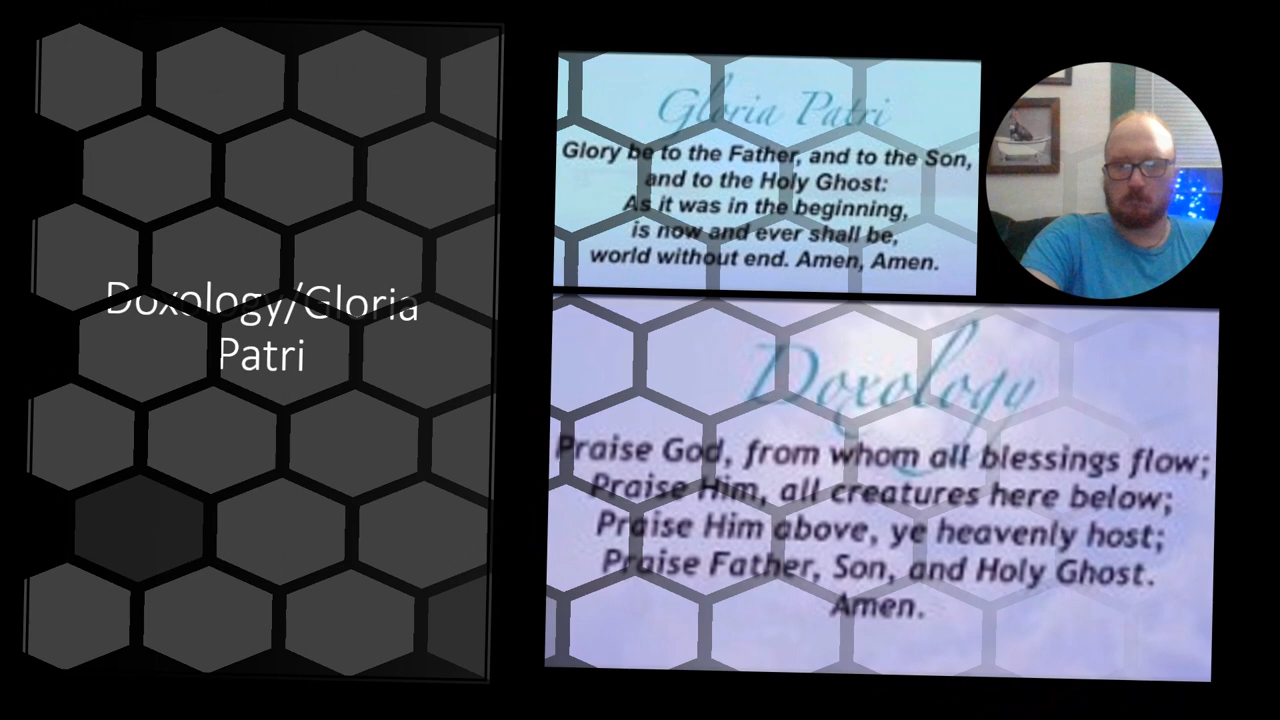 Doxology/Gloria
Patri
Gloria Patri
Glory be to the Father, and to the Son,
and to the Holy Ghost:
As it was in the beginning,
is now and ever shall be,
world without end. Amen, Amen.
Doxology
Praise God, from whom all blessings flow;
Praise Him, all creatures here below;
Praise Him above, ye heavenly host;
Praise Father, Son, and Holy Ghost.
Amen.